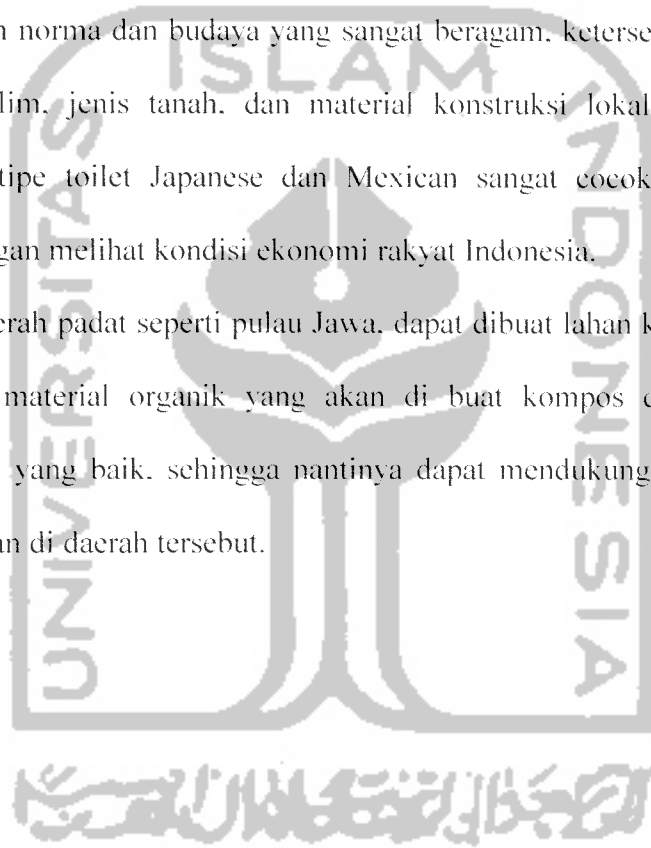 norma dan budaya yang sangat beragam, keterse
lim, jenis tanah, dan material konstruksi lokal
tipe toilet Japanese dan Mexican sangat cocok
gan melihat kondisi ekonomi rakyat Indonesia.
erah padat seperti pulau Jawa, dapat dibuat lahan k
material organik yang akan di buat kompos
yang baik, sehingga nantinya dapat mendukung
an di daerah tersebut.
ISLAM
UNIVERSITAS
INDONESIA